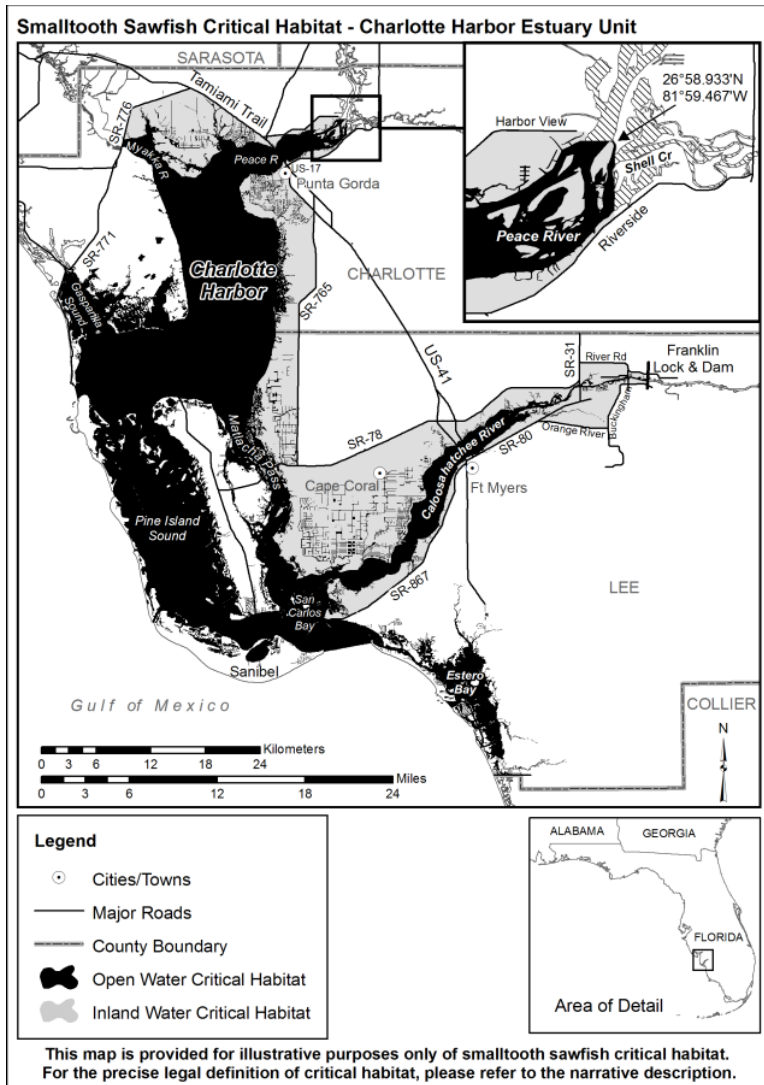 Smalltooth Sawfish Critical Habitat - Charlotte Harbor Estuary Unit
SARASOTA
Tamiami Trail
SR-776
Myakka R
Peace R
US-17
Punta Gorda
26°58.933'N
81°59.467'W
Harbor View
Shell Cr
Peace River
Riverside
SR-771
Gasparilla
Sound
Charlotte
Harbor
CHARLOTTE
SR-765
US-41
SR-31
River Rd
Franklin
Lock & Dam
Buckingham
Orange River
SR-80
SR-78
Matlacha Pass
Cape Coral
Caloosahatchee River
Ft Myers
Pine Island
Sound
San
Carlos
Bay
SR-867
LEE
Sanibel
Estero
Bay
Gulf of Mexico
COLLIER
N
Kilometers
0 3 6 12 18 24
Miles
0 3 6 12 18 24
Legend
Cities/Towns
Major Roads
County Boundary
Open Water Critical Habitat
Inland Water Critical Habitat
ALABAMA
GEORGIA
FLORIDA
Area of Detail
This map is provided for illustrative purposes only of smalltooth sawfish critical habitat.
For the precise legal definition of critical habitat, please refer to the narrative description.